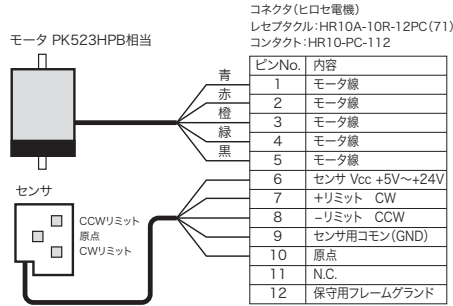 コネクタ(ヒロセ電機)
レセプタクル:HR10A-10R-12PC(71)
コンタクト:HR10-PC-112
モータ PK523HPB相当
ピンNo. 内容
青 1 モータ線
赤 2 モータ線
橙 3 モータ線
緑 4 モータ線
黒 5 モータ線
6 センサ Vcc +5V〜+24V
7 +リミット CW
8 −リミット CCW
9 センサ用コモン(GND)
10 原点
11 N.C.
12 保守用フレームグランド
センサ
CCWリミット
原点
CWリミット